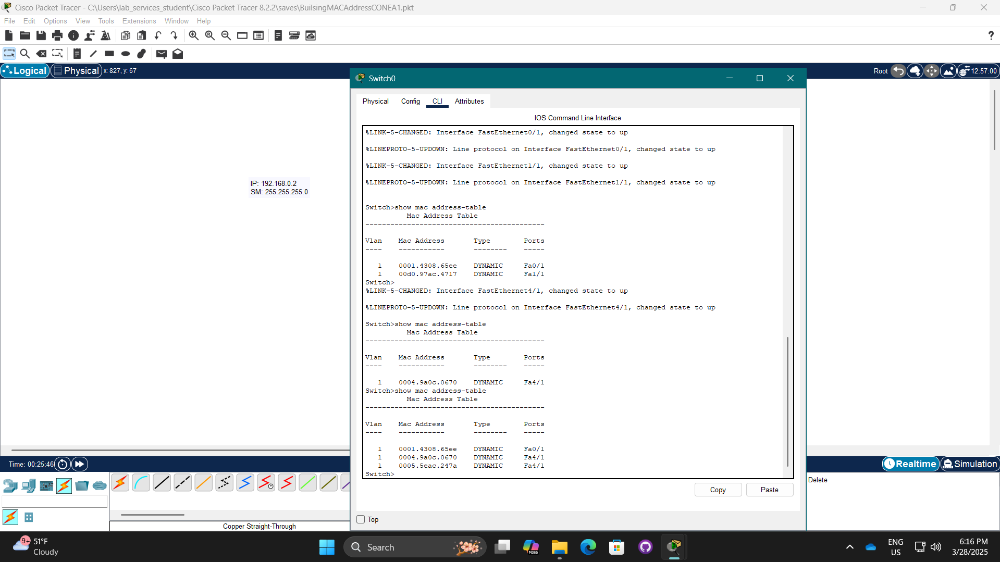 Cisco Packet Tracer - C:\Users\lab_services_student\Cisco Packet Tracer 8.2.2\saves\BuilsingMACAddressCONEA1.pkt
File Edit Options View Tools Extensions Window Help
?
Logical Physical x: 827, y: 67
Root 12:57:00
Switch0
Physical Config CLI Attributes
IOS Command Line Interface
%LINK-5-CHANGED: Interface FastEthernet0/1, changed state to up
%LINEPROTO-5-UPDOWN: Line protocol on Interface FastEthernet0/1, changed state to up
%LINK-5-CHANGED: Interface FastEthernet1/1, changed state to up
%LINEPROTO-5-UPDOWN: Line protocol on Interface FastEthernet1/1, changed state to up
IP: 192.168.0.2
SM: 255.255.255.0
Switch>show mac address-table
Mac Address Table
-------------------------------------------
Vlan Mac Address Type Ports
---- ----------- -------- -----
1 0001.4308.65ee DYNAMIC Fa0/1
1 00d0.97ac.4717 DYNAMIC Fa1/1
Switch>
%LINK-5-CHANGED: Interface FastEthernet4/1, changed state to up
%LINEPROTO-5-UPDOWN: Line protocol on Interface FastEthernet4/1, changed state to up
Switch>show mac address-table
Mac Address Table
-------------------------------------------
Vlan Mac Address Type Ports
---- ----------- -------- -----
1 0004.9a0c.0670 DYNAMIC Fa4/1
Switch>show mac address-table
Mac Address Table
-------------------------------------------
Vlan Mac Address Type Ports
---- ----------- -------- -----
1 0001.4308.65ee DYNAMIC Fa0/1
1 0004.9a0c.0670 DYNAMIC Fa4/1
1 0005.5eac.247a DYNAMIC Fa4/1
Switch>
Copy Paste
Top
Time: 00:25:46
Realtime Simulation
Delete
Copper Straight-Through
9+
51°F
Cloudy
Search
M365
ENG
US
6:16 PM
3/28/2025